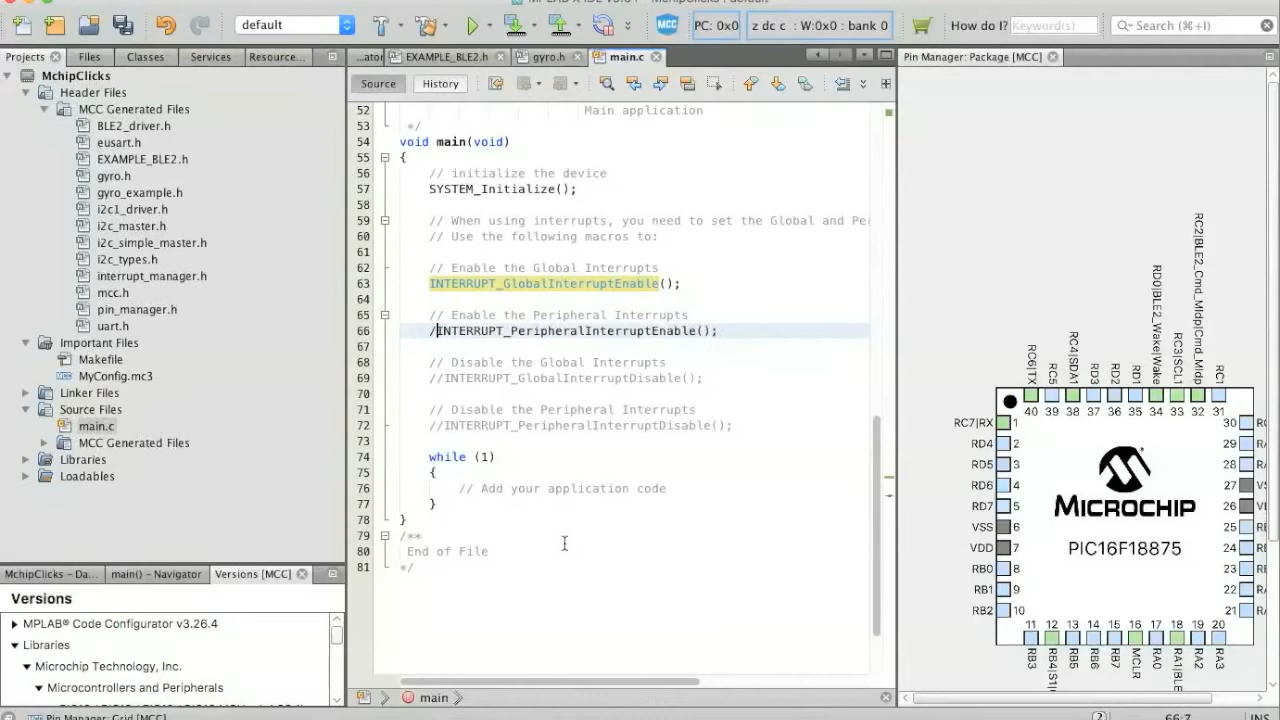 default
PC: 0x0
z dc c : W:0x0 : bank 0
How do I?
Keyword(s)
Search (⌘+I)
Projects
Files
Classes
Services
Resource...
...ator
EXAMPLE_BLE2.h
gyro.h
main.c
Pin Manager: Package [MCC]
Source
History
MchipClicks
Header Files
MCC Generated Files
BLE2_driver.h
eusart.h
EXAMPLE_BLE2.h
gyro.h
gyro_example.h
i2c1_driver.h
i2c_master.h
i2c_simple_master.h
i2c_types.h
interrupt_manager.h
mcc.h
pin_manager.h
uart.h
Important Files
Makefile
MyConfig.mc3
Linker Files
Source Files
main.c
MCC Generated Files
Libraries
Loadables
52 Main application
53 */
54 void main(void)
55 {
56 // initialize the device
57 SYSTEM_Initialize();
58
59 // When using interrupts, you need to set the Global and Pe
60 // Use the following macros to:
61
62 // Enable the Global Interrupts
63 INTERRUPT_GlobalInterruptEnable();
64
65 // Enable the Peripheral Interrupts
66 /INTERRUPT_PeripheralInterruptEnable();
67
68 // Disable the Global Interrupts
69 //INTERRUPT_GlobalInterruptDisable();
70
71 // Disable the Peripheral Interrupts
72 //INTERRUPT_PeripheralInterruptDisable();
73
74 while (1)
75 {
76 // Add your application code
77 }
78 }
79 /**
80 End of File
81 */
RC6|TX
RC5
RC4|SDA1
RD3
RD2
RD1
RD0|BLE2_Wake|Wake
RC3|SCL1
RC2|BLE2_Cmd_Mldp|Cmd_Mldp
RC1
40 39 38 37 36 35 34 33 32 31
RC7|RX 1
RD4 2
RD5 3
RD6 4
RD7 5
VSS 6
VDD 7
RB0 8
RB1 9
RB2 10
30
29
28
27
26
25
24
23
22
21
MICROCHIP
PIC16F18875
11 12 13 14 15 16 17 18 19 20
RB3
RB5
RB6
RB7
MCLR
RA0
RA1|BLE
RA2
RA3
MchipClicks - Da...
main() - Navigator
Versions [MCC]
Versions
MPLAB® Code Configurator v3.26.4
Libraries
Microchip Technology, Inc.
Microcontrollers and Peripherals
main
Pin Manager: Grid [MCC]
66:7
INS